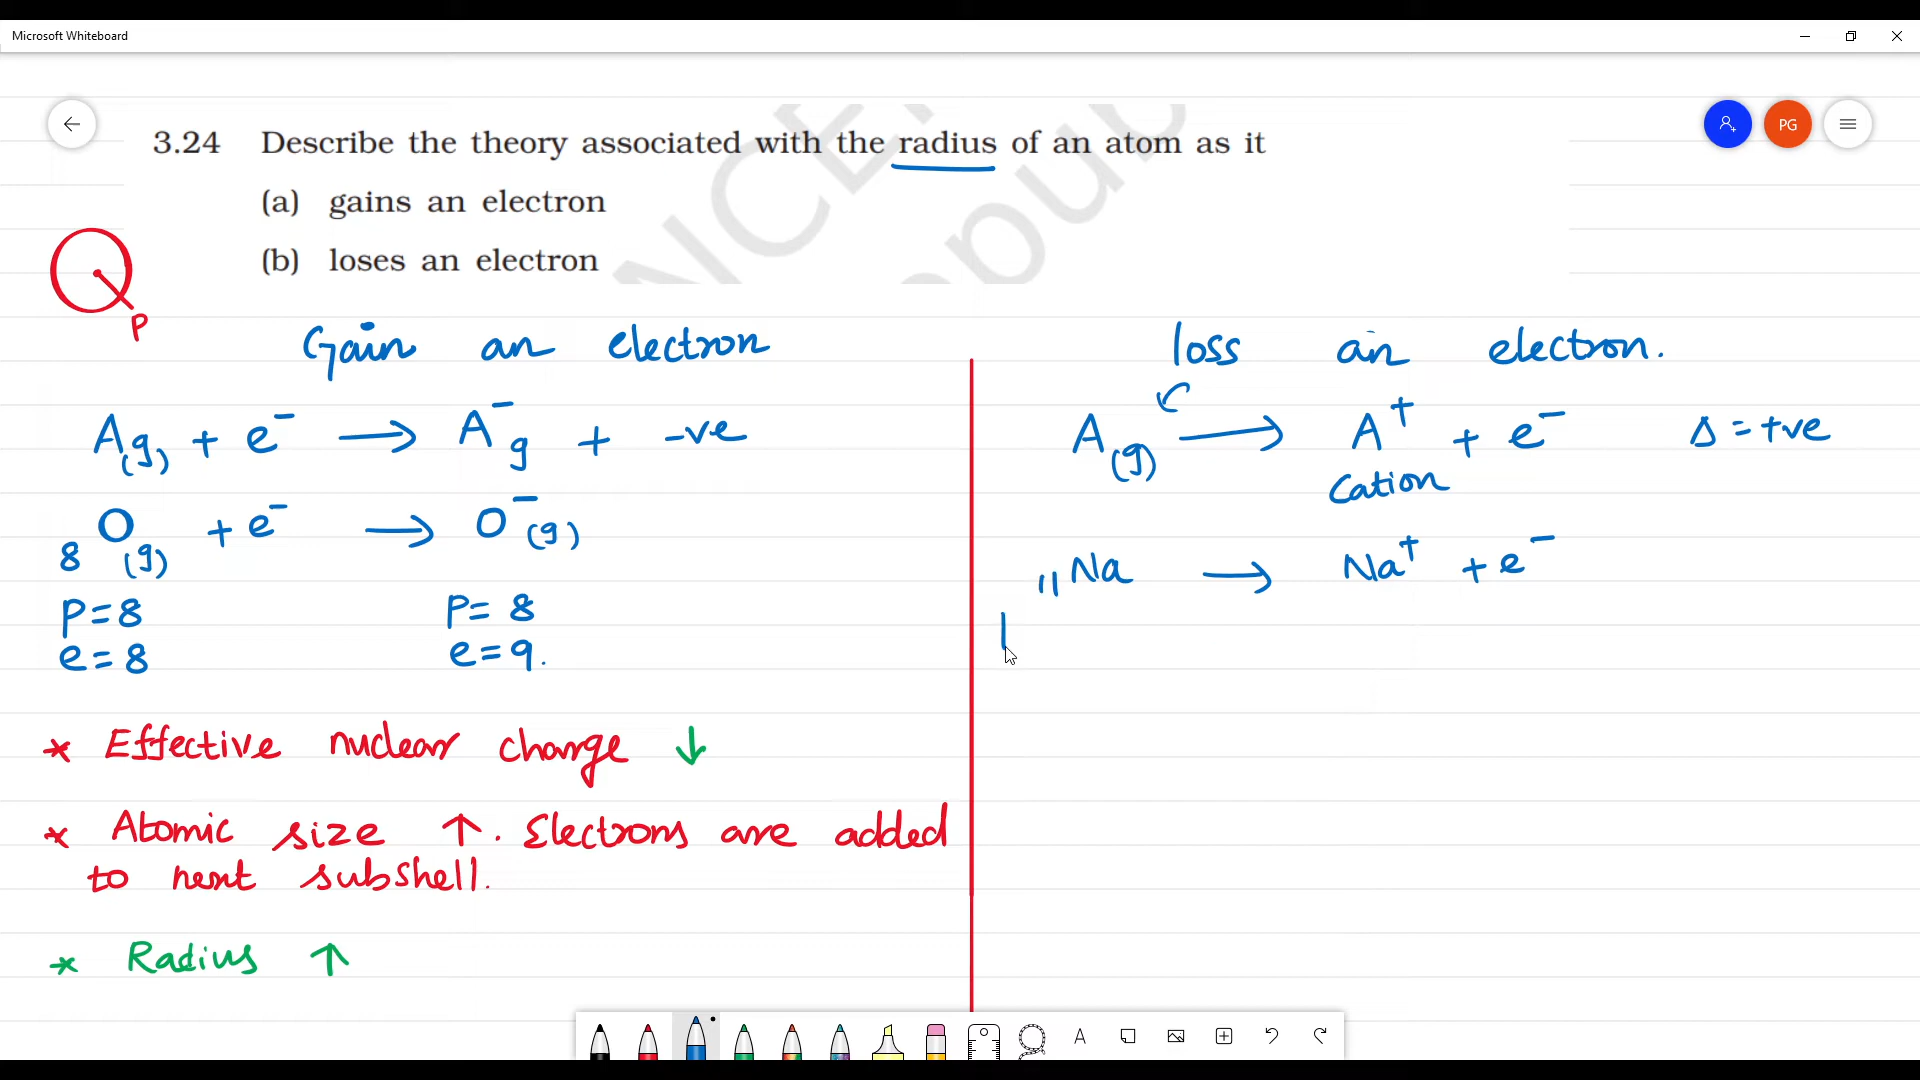 Microsoft Whiteboard
PG
3.24 Describe the theory associated with the radius of an atom as it
(a) gains an electron
(b) loses an electron
P
Gain an electron
A(g) + e⁻ → A⁻g + -ve
₈O(g) + e⁻ → O⁻(g)
P=8 P=8
e=8 e=9.
* Effective nuclear charge ↓
* Atomic size ↑. Electrons are added
to next subshell.
* Radius ↑
loss an electron.
A(g) → A⁺ + e⁻ Δ=+ve
Cation
₁₁Na → Na⁺ + e⁻